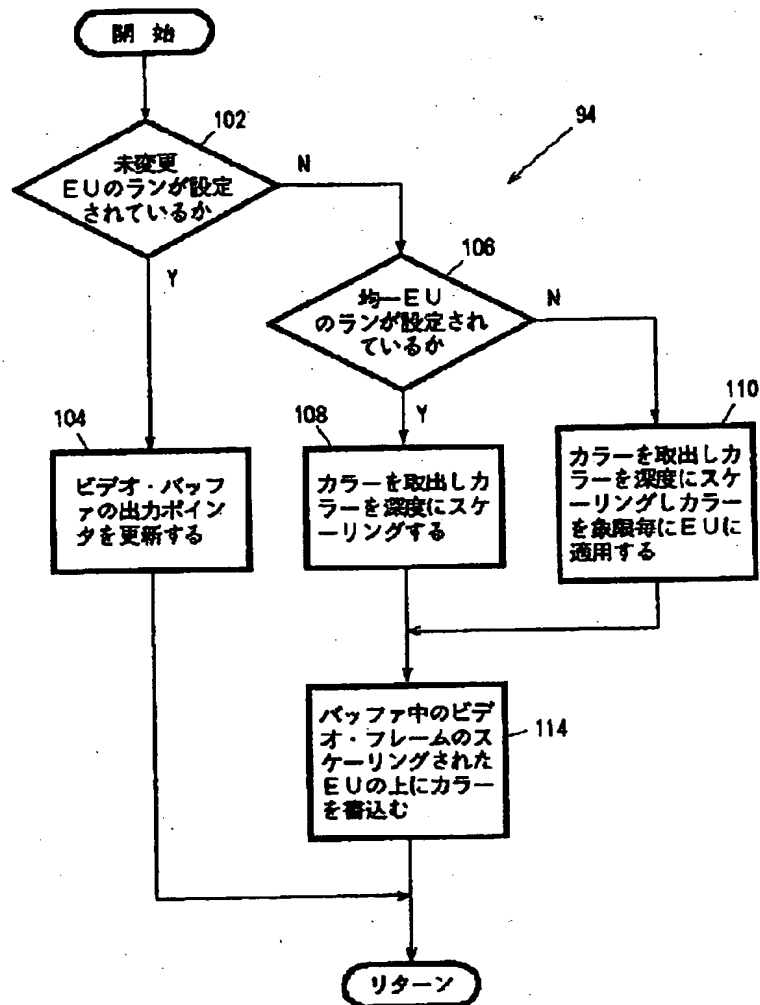 開 始
102
94
未変更
EUのランが設定
されているか
N
Y
106
均一EU
のランが設定され
ているか
N
Y
104
ビデオ・バッフ
ァの出力ポイン
タを更新する
108
カラーを取出しカ
ラーを深度にスケ
ーリングする
110
カラーを取出しカ
ラーを深度にスケ
ーリングしカラー
を象限毎にEUに
適用する
114
バッファ中のビデ
オ・フレームのス
ケーリングされた
EUの上にカラー
を書込む
リターン